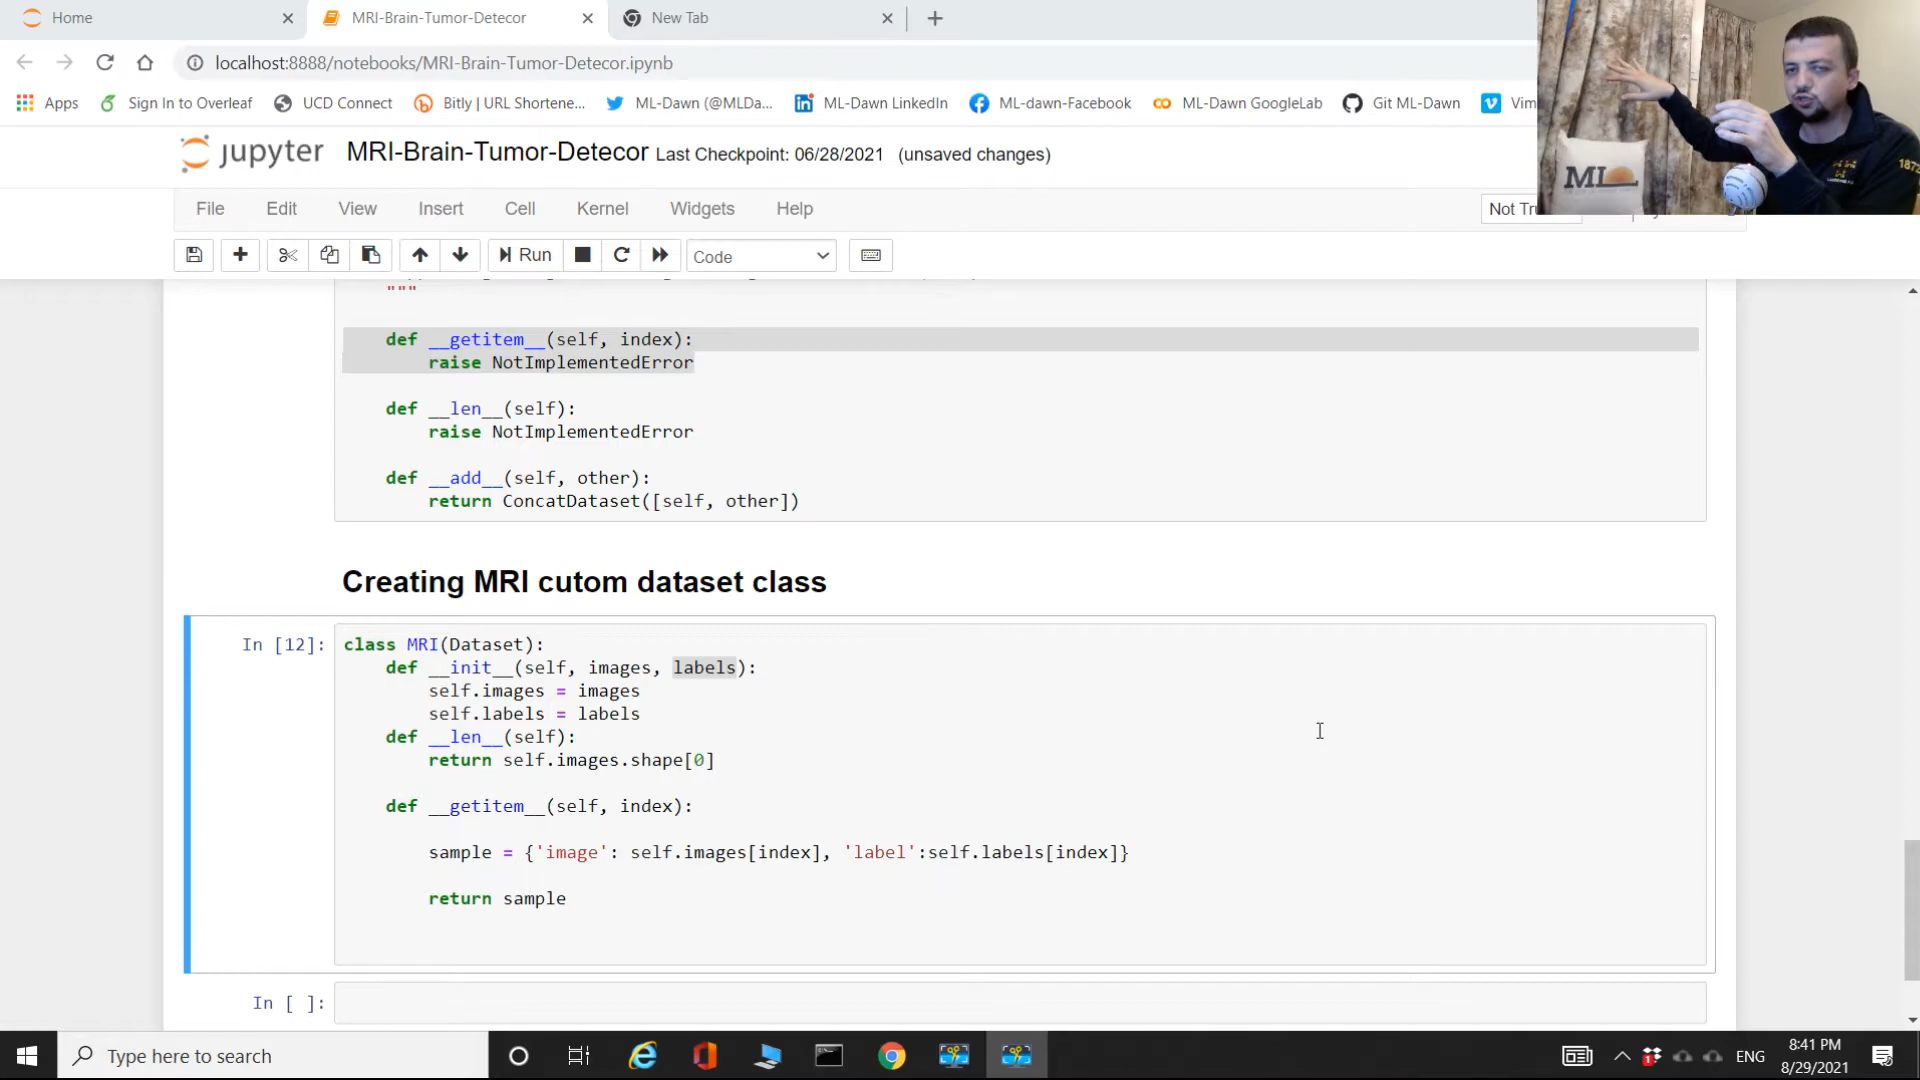 Home
MRI-Brain-Tumor-Detecor
New Tab
localhost:8888/notebooks/MRI-Brain-Tumor-Detecor.ipynb
Apps Sign In to Overleaf UCD Connect Bitly | URL Shortene... ML-Dawn (@MLDa... ML-Dawn LinkedIn ML-dawn-Facebook ML-Dawn GoogleLab Git ML-Dawn Vim
ML
1872
jupyter MRI-Brain-Tumor-Detecor Last Checkpoint: 06/28/2021 (unsaved changes)
File Edit View Insert Cell Kernel Widgets Help
Run Code
"""
def __getitem__(self, index):
raise NotImplementedError
def __len__(self):
raise NotImplementedError
def __add__(self, other):
return ConcatDataset([self, other])
Creating MRI cutom dataset class
In [12]: class MRI(Dataset):
def __init__(self, images, labels):
self.images = images
self.labels = labels
def __len__(self):
return self.images.shape[0]
def __getitem__(self, index):
sample = {'image': self.images[index], 'label':self.labels[index]}
return sample
In [ ]:
Type here to search
ENG
8:41 PM
8/29/2021